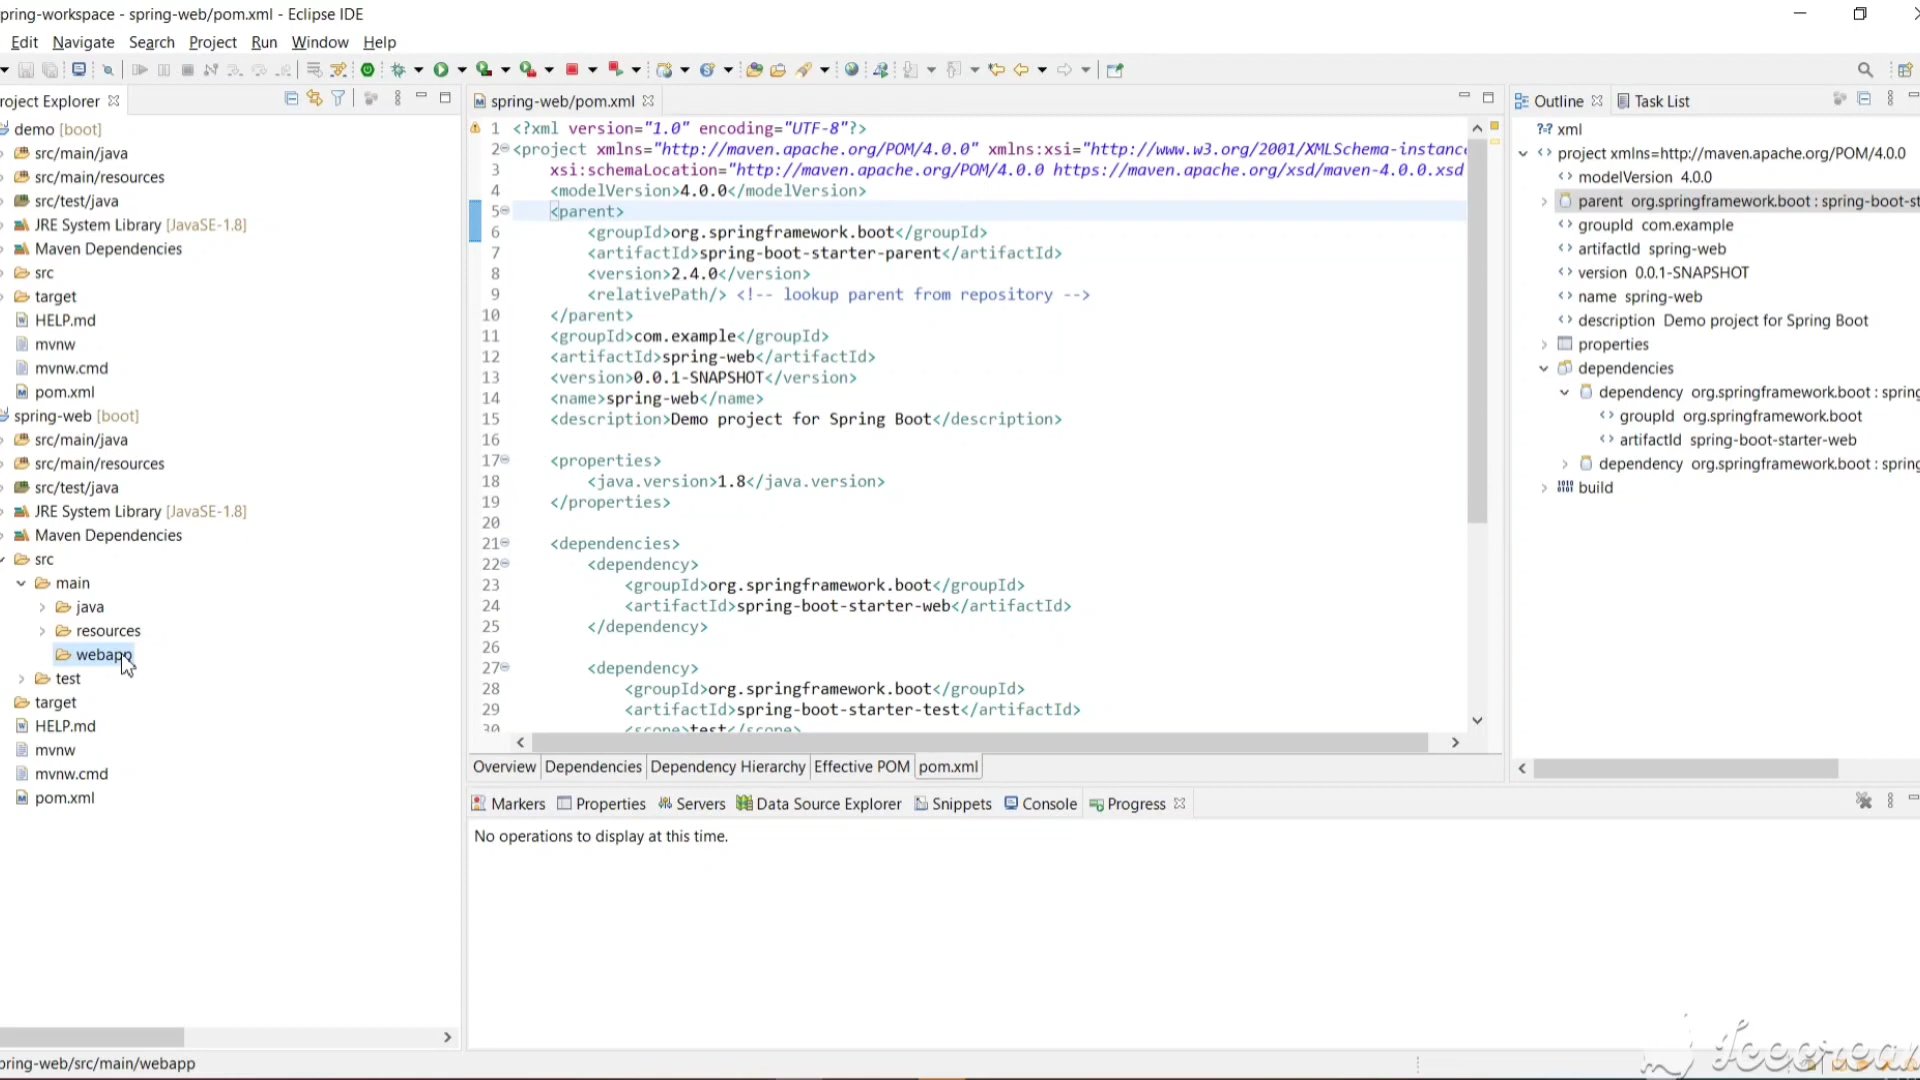 pring-workspace - spring-web/pom.xml - Eclipse IDE
Edit Navigate Search Project Run Window Help
roject Explorer
demo [boot]
src/main/java
src/main/resources
src/test/java
JRE System Library [JavaSE-1.8]
Maven Dependencies
src
target
HELP.md
mvnw
mvnw.cmd
pom.xml
spring-web [boot]
src/main/java
src/main/resources
src/test/java
JRE System Library [JavaSE-1.8]
Maven Dependencies
src
main
java
resources
webapp
test
target
HELP.md
mvnw
mvnw.cmd
pom.xml
spring-web/pom.xml
1 <?xml version="1.0" encoding="UTF-8"?>
2 <project xmlns="http://maven.apache.org/POM/4.0.0" xmlns:xsi="http://www.w3.org/2001/XMLSchema-instanc
3 xsi:schemaLocation="http://maven.apache.org/POM/4.0.0 https://maven.apache.org/xsd/maven-4.0.0.xsd
4 <modelVersion>4.0.0</modelVersion>
5 <parent>
6 <groupId>org.springframework.boot</groupId>
7 <artifactId>spring-boot-starter-parent</artifactId>
8 <version>2.4.0</version>
9 <relativePath/> <!-- lookup parent from repository -->
10 </parent>
11 <groupId>com.example</groupId>
12 <artifactId>spring-web</artifactId>
13 <version>0.0.1-SNAPSHOT</version>
14 <name>spring-web</name>
15 <description>Demo project for Spring Boot</description>
16
17 <properties>
18 <java.version>1.8</java.version>
19 </properties>
20
21 <dependencies>
22 <dependency>
23 <groupId>org.springframework.boot</groupId>
24 <artifactId>spring-boot-starter-web</artifactId>
25 </dependency>
26
27 <dependency>
28 <groupId>org.springframework.boot</groupId>
29 <artifactId>spring-boot-starter-test</artifactId>
30 <scope>test</scope>
Overview Dependencies Dependency Hierarchy Effective POM pom.xml
Outline Task List
?? xml
project xmlns=http://maven.apache.org/POM/4.0.0
modelVersion 4.0.0
parent org.springframework.boot : spring-boot-st
groupId com.example
artifactId spring-web
version 0.0.1-SNAPSHOT
name spring-web
description Demo project for Spring Boot
properties
dependencies
dependency org.springframework.boot : spring
groupId org.springframework.boot
artifactId spring-boot-starter-web
dependency org.springframework.boot : spring
build
Markers Properties Servers Data Source Explorer Snippets Console Progress
No operations to display at this time.
pring-web/src/main/webapp